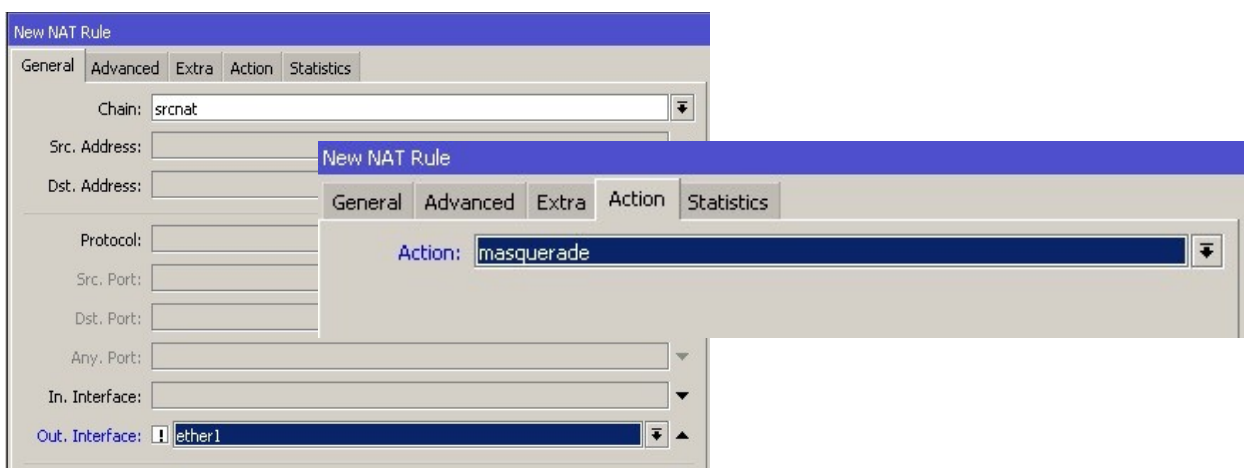 New NAT Rule
General Advanced Extra Action Statistics
Chain: srcnat
Src. Address:
Dst. Address:
Protocol:
Src. Port:
Dst. Port:
Any. Port:
In. Interface:
Out. Interface: ! ether1
New NAT Rule
General Advanced Extra Action Statistics
Action: masquerade